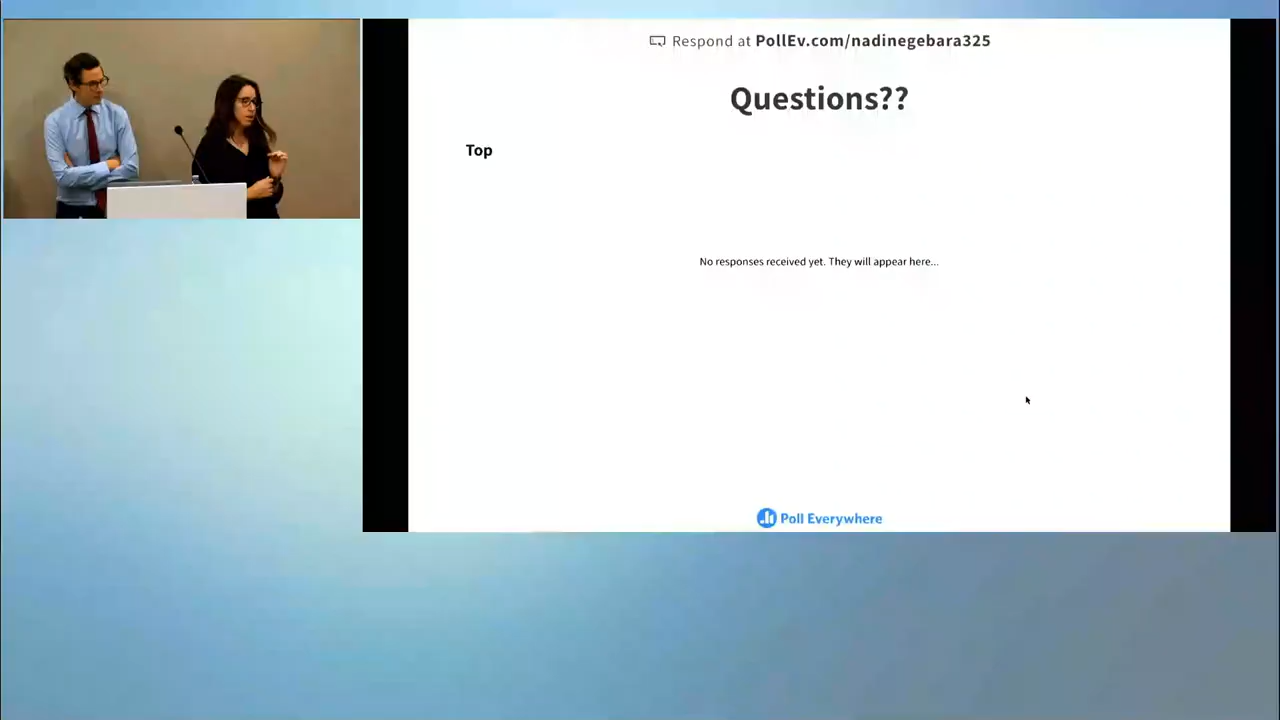 Respond at PollEv.com/nadinegebara325
Questions??
Top
No responses received yet. They will appear here...
Poll Everywhere